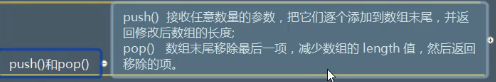 push()和pop()
push()  接收任意数量的参数，把它们逐个添加到数组末尾，并返
回修改后数组的长度;
pop()   数组末尾移除最后一项，减少数组的 length 值，然后返回
移除的项。